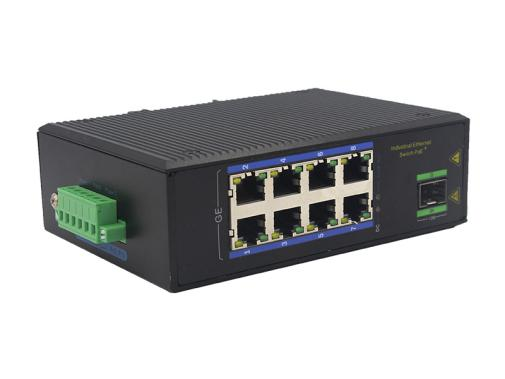 2 4 6 8
GE
1 3 5 7
Industrial Ethernet
Switch PoE+